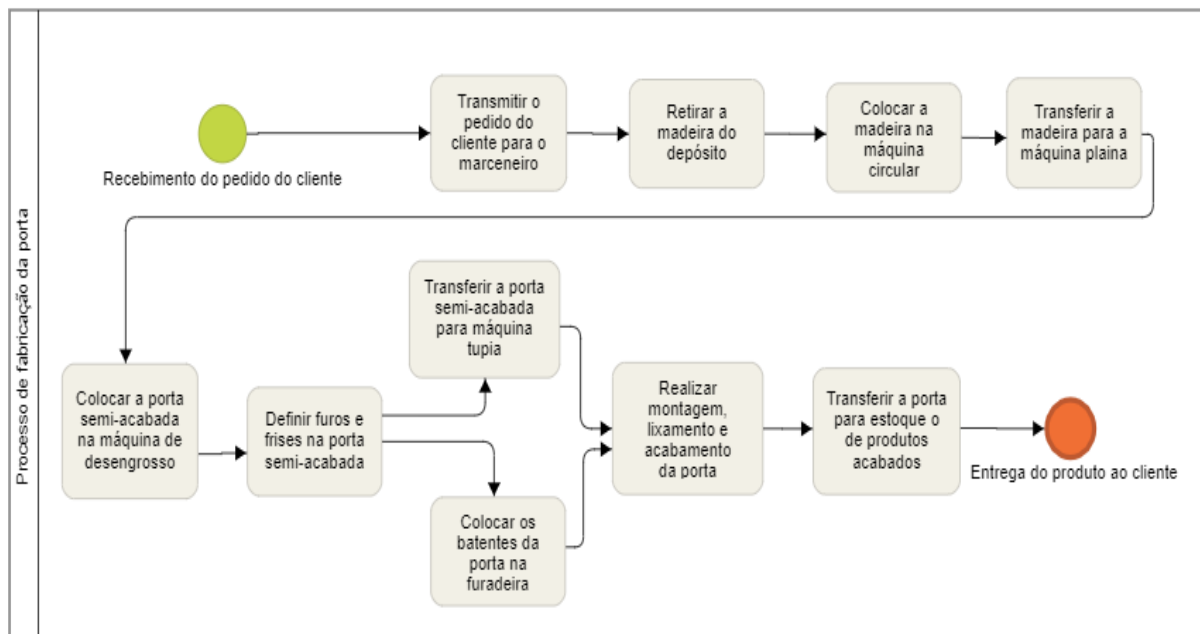 Processo de fabricação da porta
Recebimento do pedido do cliente
Transmitir o
pedido do
cliente para o
marceneiro
Retirar a
madeira do
depósito
Colocar a
madeira na
máquina
circular
Transferir a
madeira para a
máquina plaina
Colocar a porta
semi-acabada
na máquina de
desengrosso
Definir furos e
frises na porta
semi-acabada
Transferir a porta
semi-acabada
para máquina
tupia
Colocar os
batentes da
porta na
furadeira
Realizar
montagem,
lixamento e
acabamento
da porta
Transferir a porta
para estoque o
de produtos
acabados
Entrega do produto ao cliente